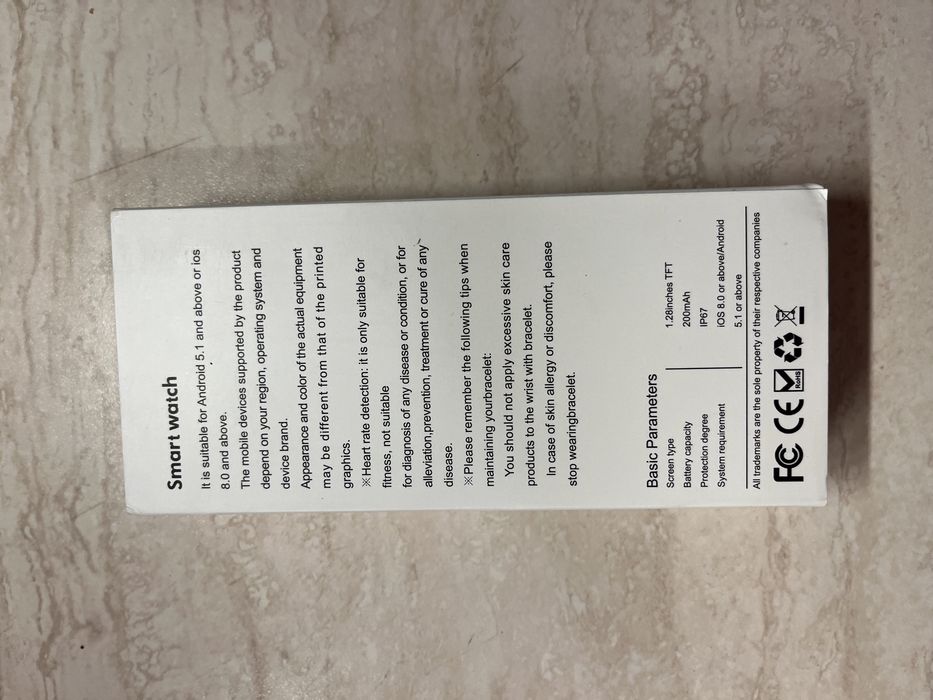 Smart watch
It is suitable for Android 5.1 and above or ios
8.0 and above.
The mobile devices supported by the product
depend on your region, operating system and
device brand.
Appearance and color of the actual equipment
may be different from that of the printed
graphics.
※Heart rate detection: it is only suitable for
fitness, not suitable
for diagnosis of any disease or condition, or for
alleviation,prevention, treatment or cure of any
disease.
※Please remember the following tips when
maintaining yourbracelet:
You should not apply excessive skin care
products to the wrist with bracelet.
In case of skin allergy or discomfort, please
stop wearingbracelet.
Basic Parameters
Screen type 1.28inches TFT
Battery capacity 200mAh
Protection degree IP67
System requirement iOS 8.0 or above/Android
5.1 or above
All trademarks are the sole property of their respective companies
FC CE RoHS